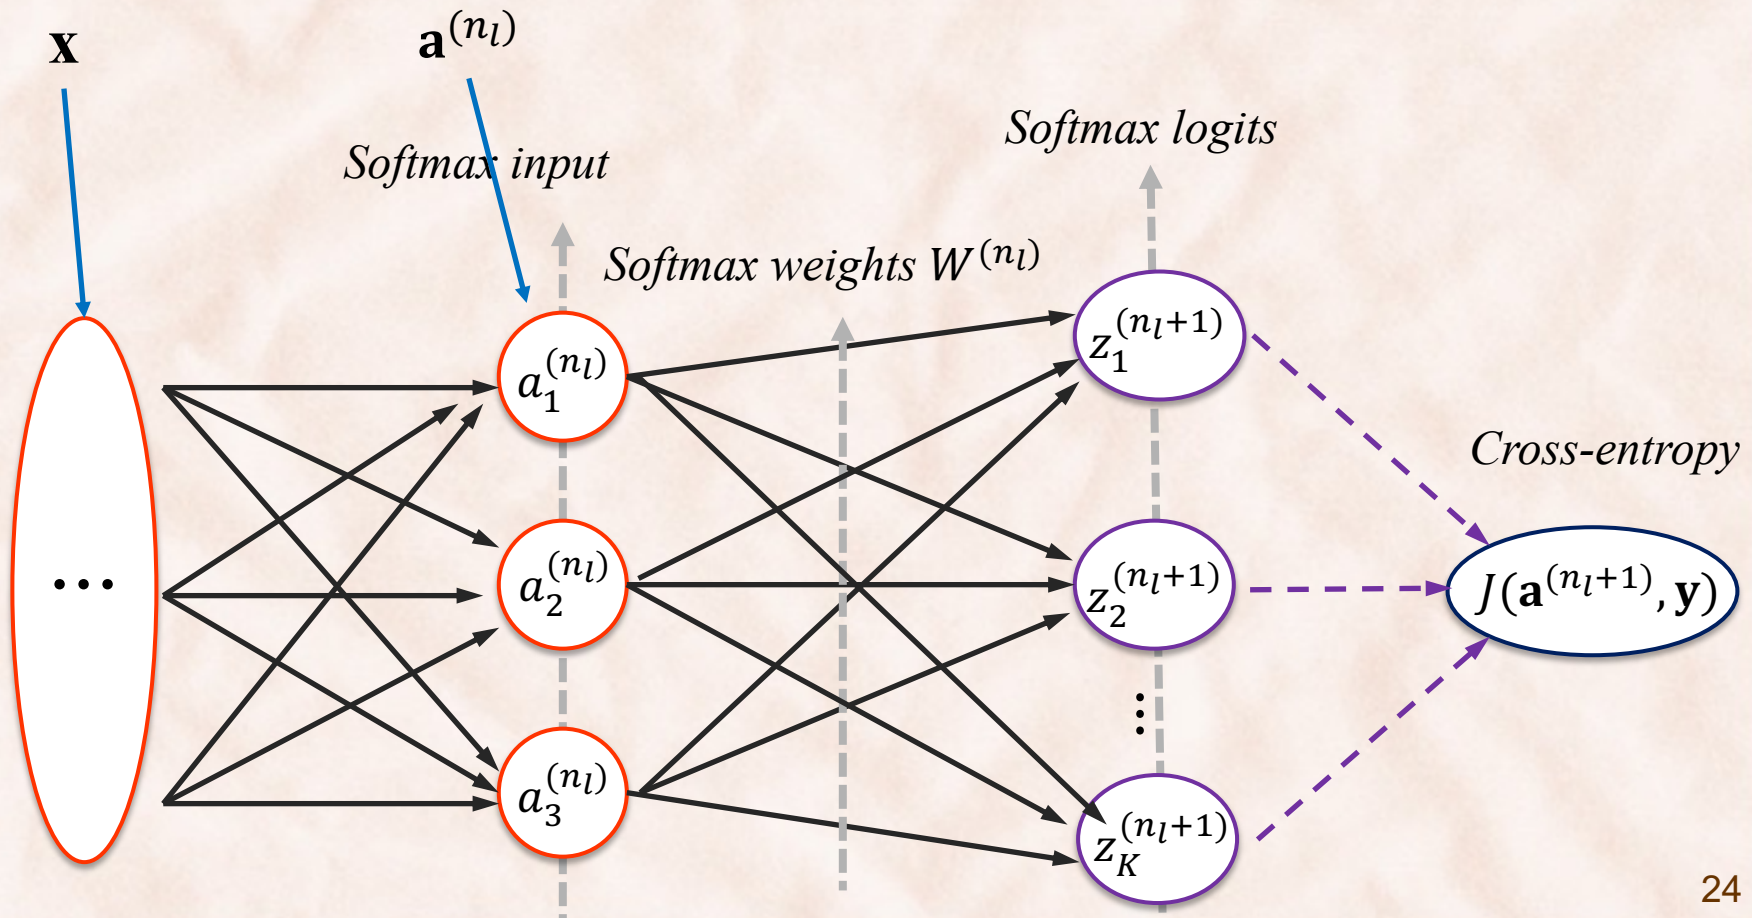 𝐱
𝐚^(n_l)
Softmax input
Softmax logits
Softmax weights W^(n_l)
a_1^(n_l)
z_1^(n_l+1)
Cross-entropy
…
a_2^(n_l)
z_2^(n_l+1)
J(𝐚^(n_l+1), 𝐲)
⋮
a_3^(n_l)
z_K^(n_l+1)
24